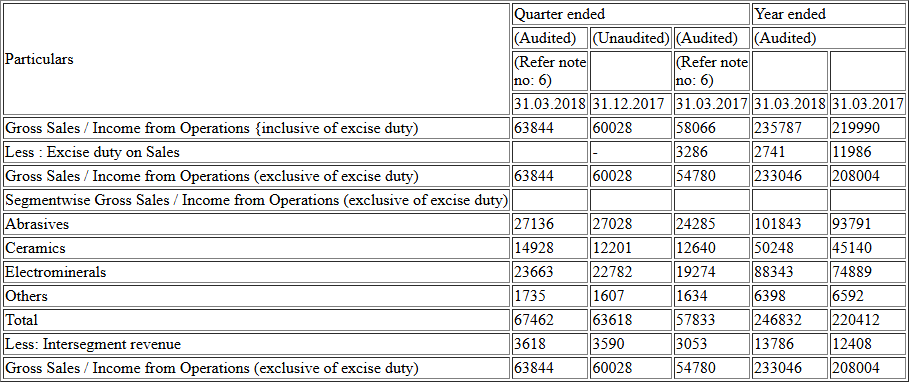 Particulars
Quarter ended Year ended
(Audited) (Unaudited) (Audited) (Audited)
(Refer note (Refer note
no: 6) no: 6)
31.03.2018 31.12.2017 31.03.2017 31.03.2018 31.03.2017
Gross Sales / Income from Operations {inclusive of excise duty) 63844 60028 58066 235787 219990
Less : Excise duty on Sales - 3286 2741 11986
Gross Sales / Income from Operations (exclusive of excise duty) 63844 60028 54780 233046 208004
Segmentwise Gross Sales / Income from Operations (exclusive of excise duty)
Abrasives 27136 27028 24285 101843 93791
Ceramics 14928 12201 12640 50248 45140
Electrominerals 23663 22782 19274 88343 74889
Others 1735 1607 1634 6398 6592
Total 67462 63618 57833 246832 220412
Less: Intersegment revenue 3618 3590 3053 13786 12408
Gross Sales / Income from Operations (exclusive of excise duty) 63844 60028 54780 233046 208004